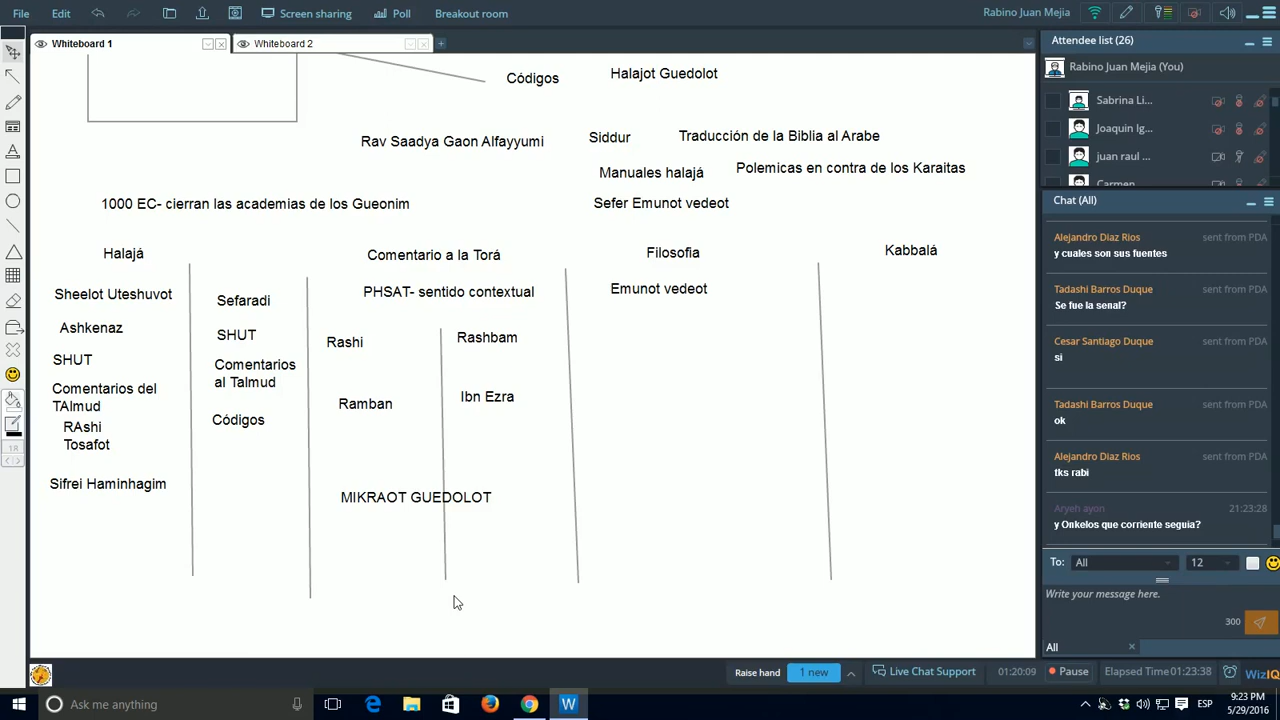 File Edit Screen sharing Poll Breakout room Rabino Juan Mejia
Whiteboard 1 Whiteboard 2
Códigos Halajot Guedolot
Rav Saadya Gaon Alfayyumi Siddur Traducción de la Biblia al Arabe
Manuales halajá Polemicas en contra de los Karaitas
1000 EC- cierran las academias de los Gueonim Sefer Emunot vedeot
Halajá Comentario a la Torá Filosofia Kabbalá
Sheelot Uteshuvot Sefaradi PHSAT- sentido contextual Emunot vedeot
Ashkenaz SHUT Rashi Rashbam
SHUT Comentarios
al Talmud
Comentarios del
TAlmud Códigos Ramban Ibn Ezra
RAshi
Tosafot
Sifrei Haminhagim MIKRAOT GUEDOLOT
Attendee list (26)
Rabino Juan Mejia (You)
Sabrina Li...
Joaquin Ig...
juan raul ...
Carmen
Chat (All)
Alejandro Diaz Rios sent from PDA
y cuales son sus fuentes
Tadashi Barros Duque sent from PDA
Se fue la senal?
Cesar Santiago Duque sent from PDA
si
Tadashi Barros Duque sent from PDA
ok
Alejandro Diaz Rios sent from PDA
tks rabi
Aryeh ayon 21:23:28
y Onkelos que corriente seguia?
To: All 12
Write your message here.
300
All
Raise hand 1 new Live Chat Support 01:20:09 Pause Elapsed Time 01:23:38 WizIQ
Ask me anything ESP 9:23 PM
5/29/2016